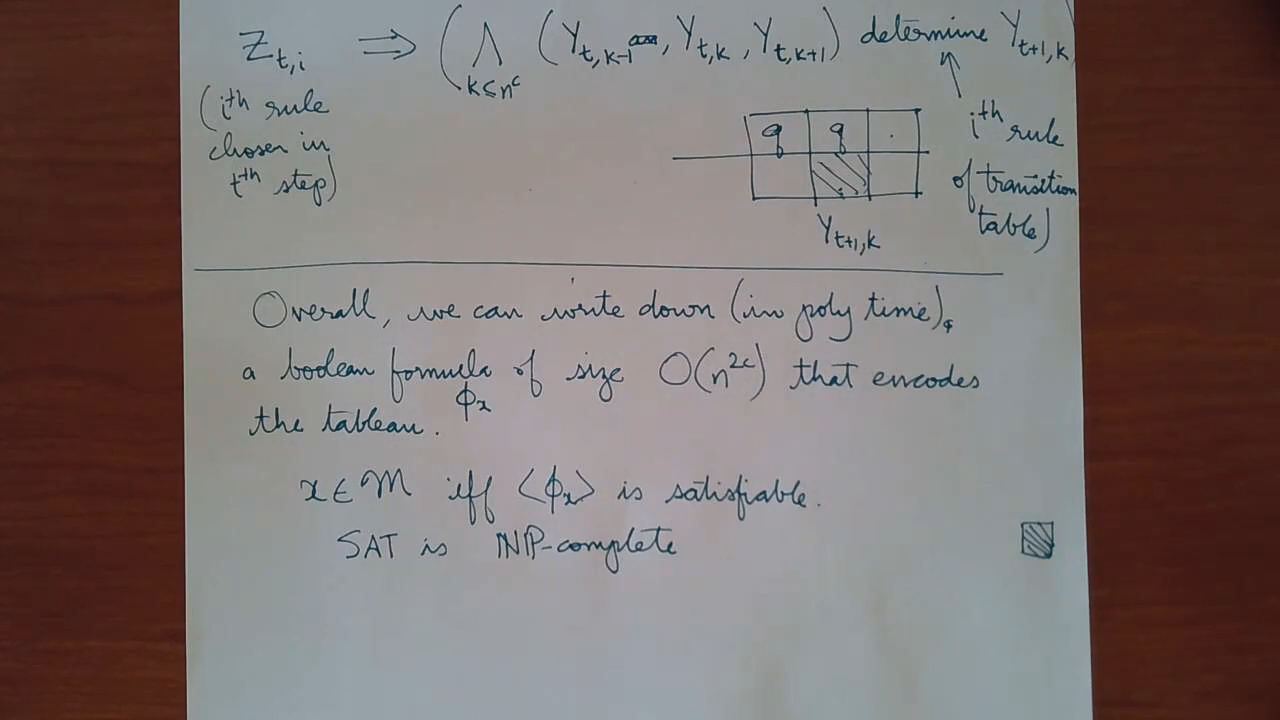 Z_{t,i} ⟹ ( ⋀_{k≤n^c} (Y_{t,k-1}, Y_{t,k}, Y_{t,k+1}) determine Y_{t+1,k}
(i^th rule
chosen in
t^th step)
q q .
i^th rule
of transition
table)
Y_{t+1,k}
Overall, we can write down (in poly time),
a boolean formula of size O(n^{2c}) that encodes
the tableau. ϕ_x
x ∈ M iff ⟨ϕ_x⟩ is satisfiable.
SAT is NP-complete